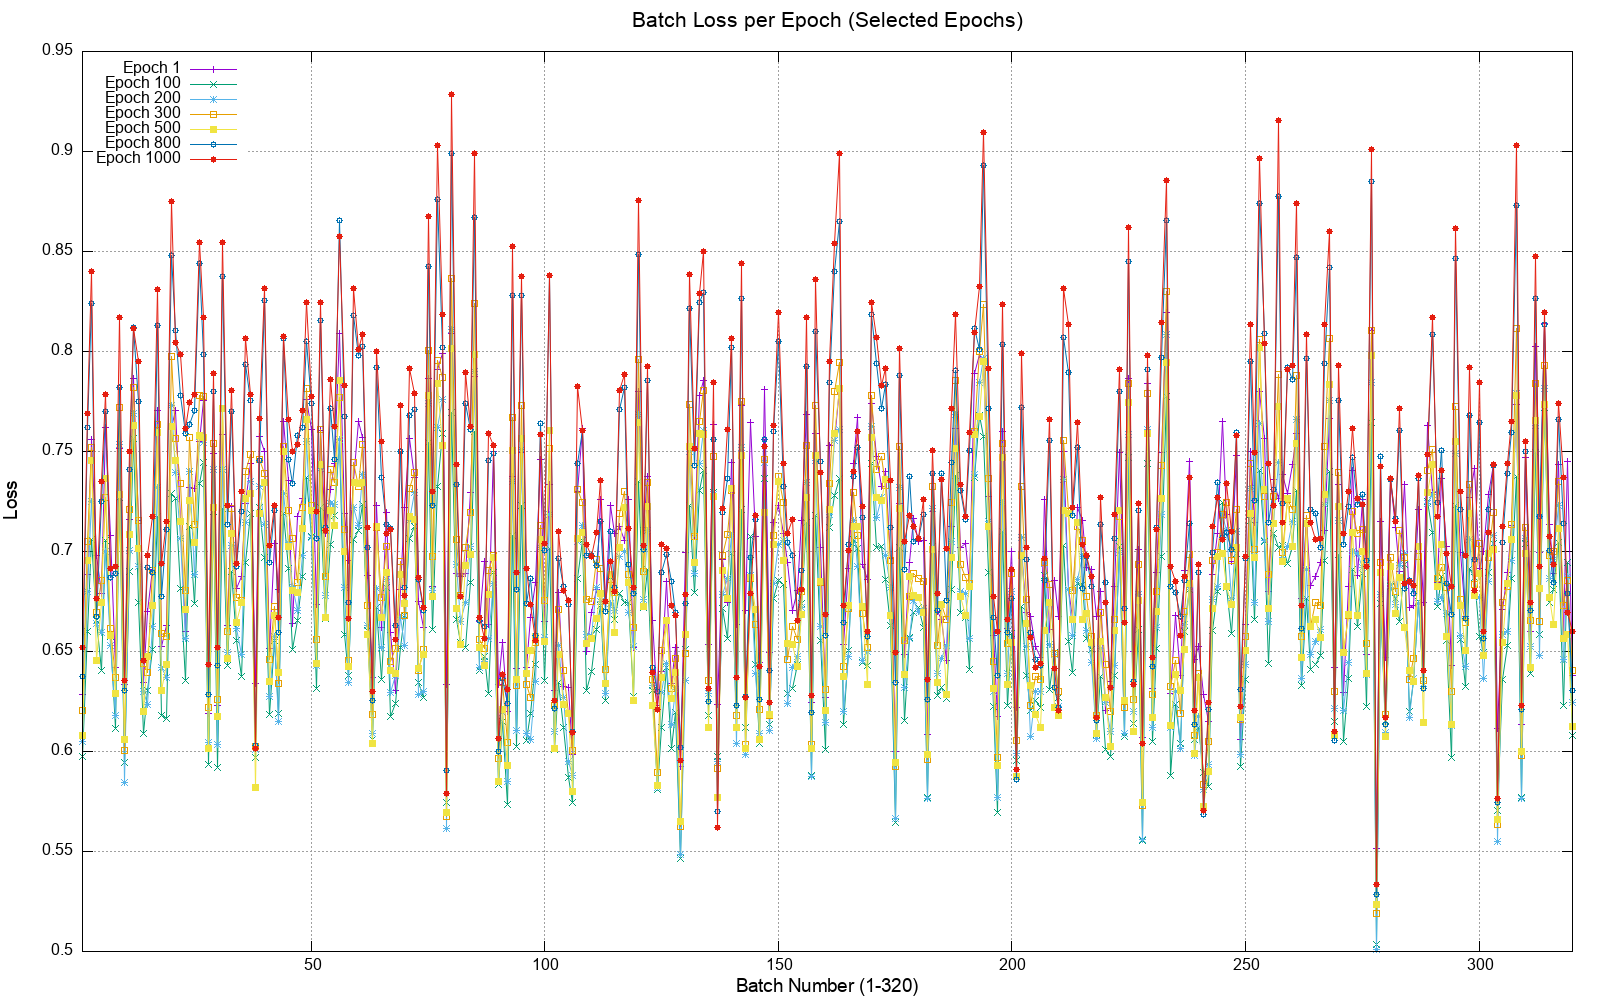 Batch Loss per Epoch (Selected Epochs)
0.95
0.9
0.85
0.8
0.75
0.7
0.65
0.6
0.55
0.5
Loss
Epoch 1
Epoch 100
Epoch 200
Epoch 300
Epoch 500
Epoch 800
Epoch 1000
50
100
150
200
250
300
Batch Number (1-320)